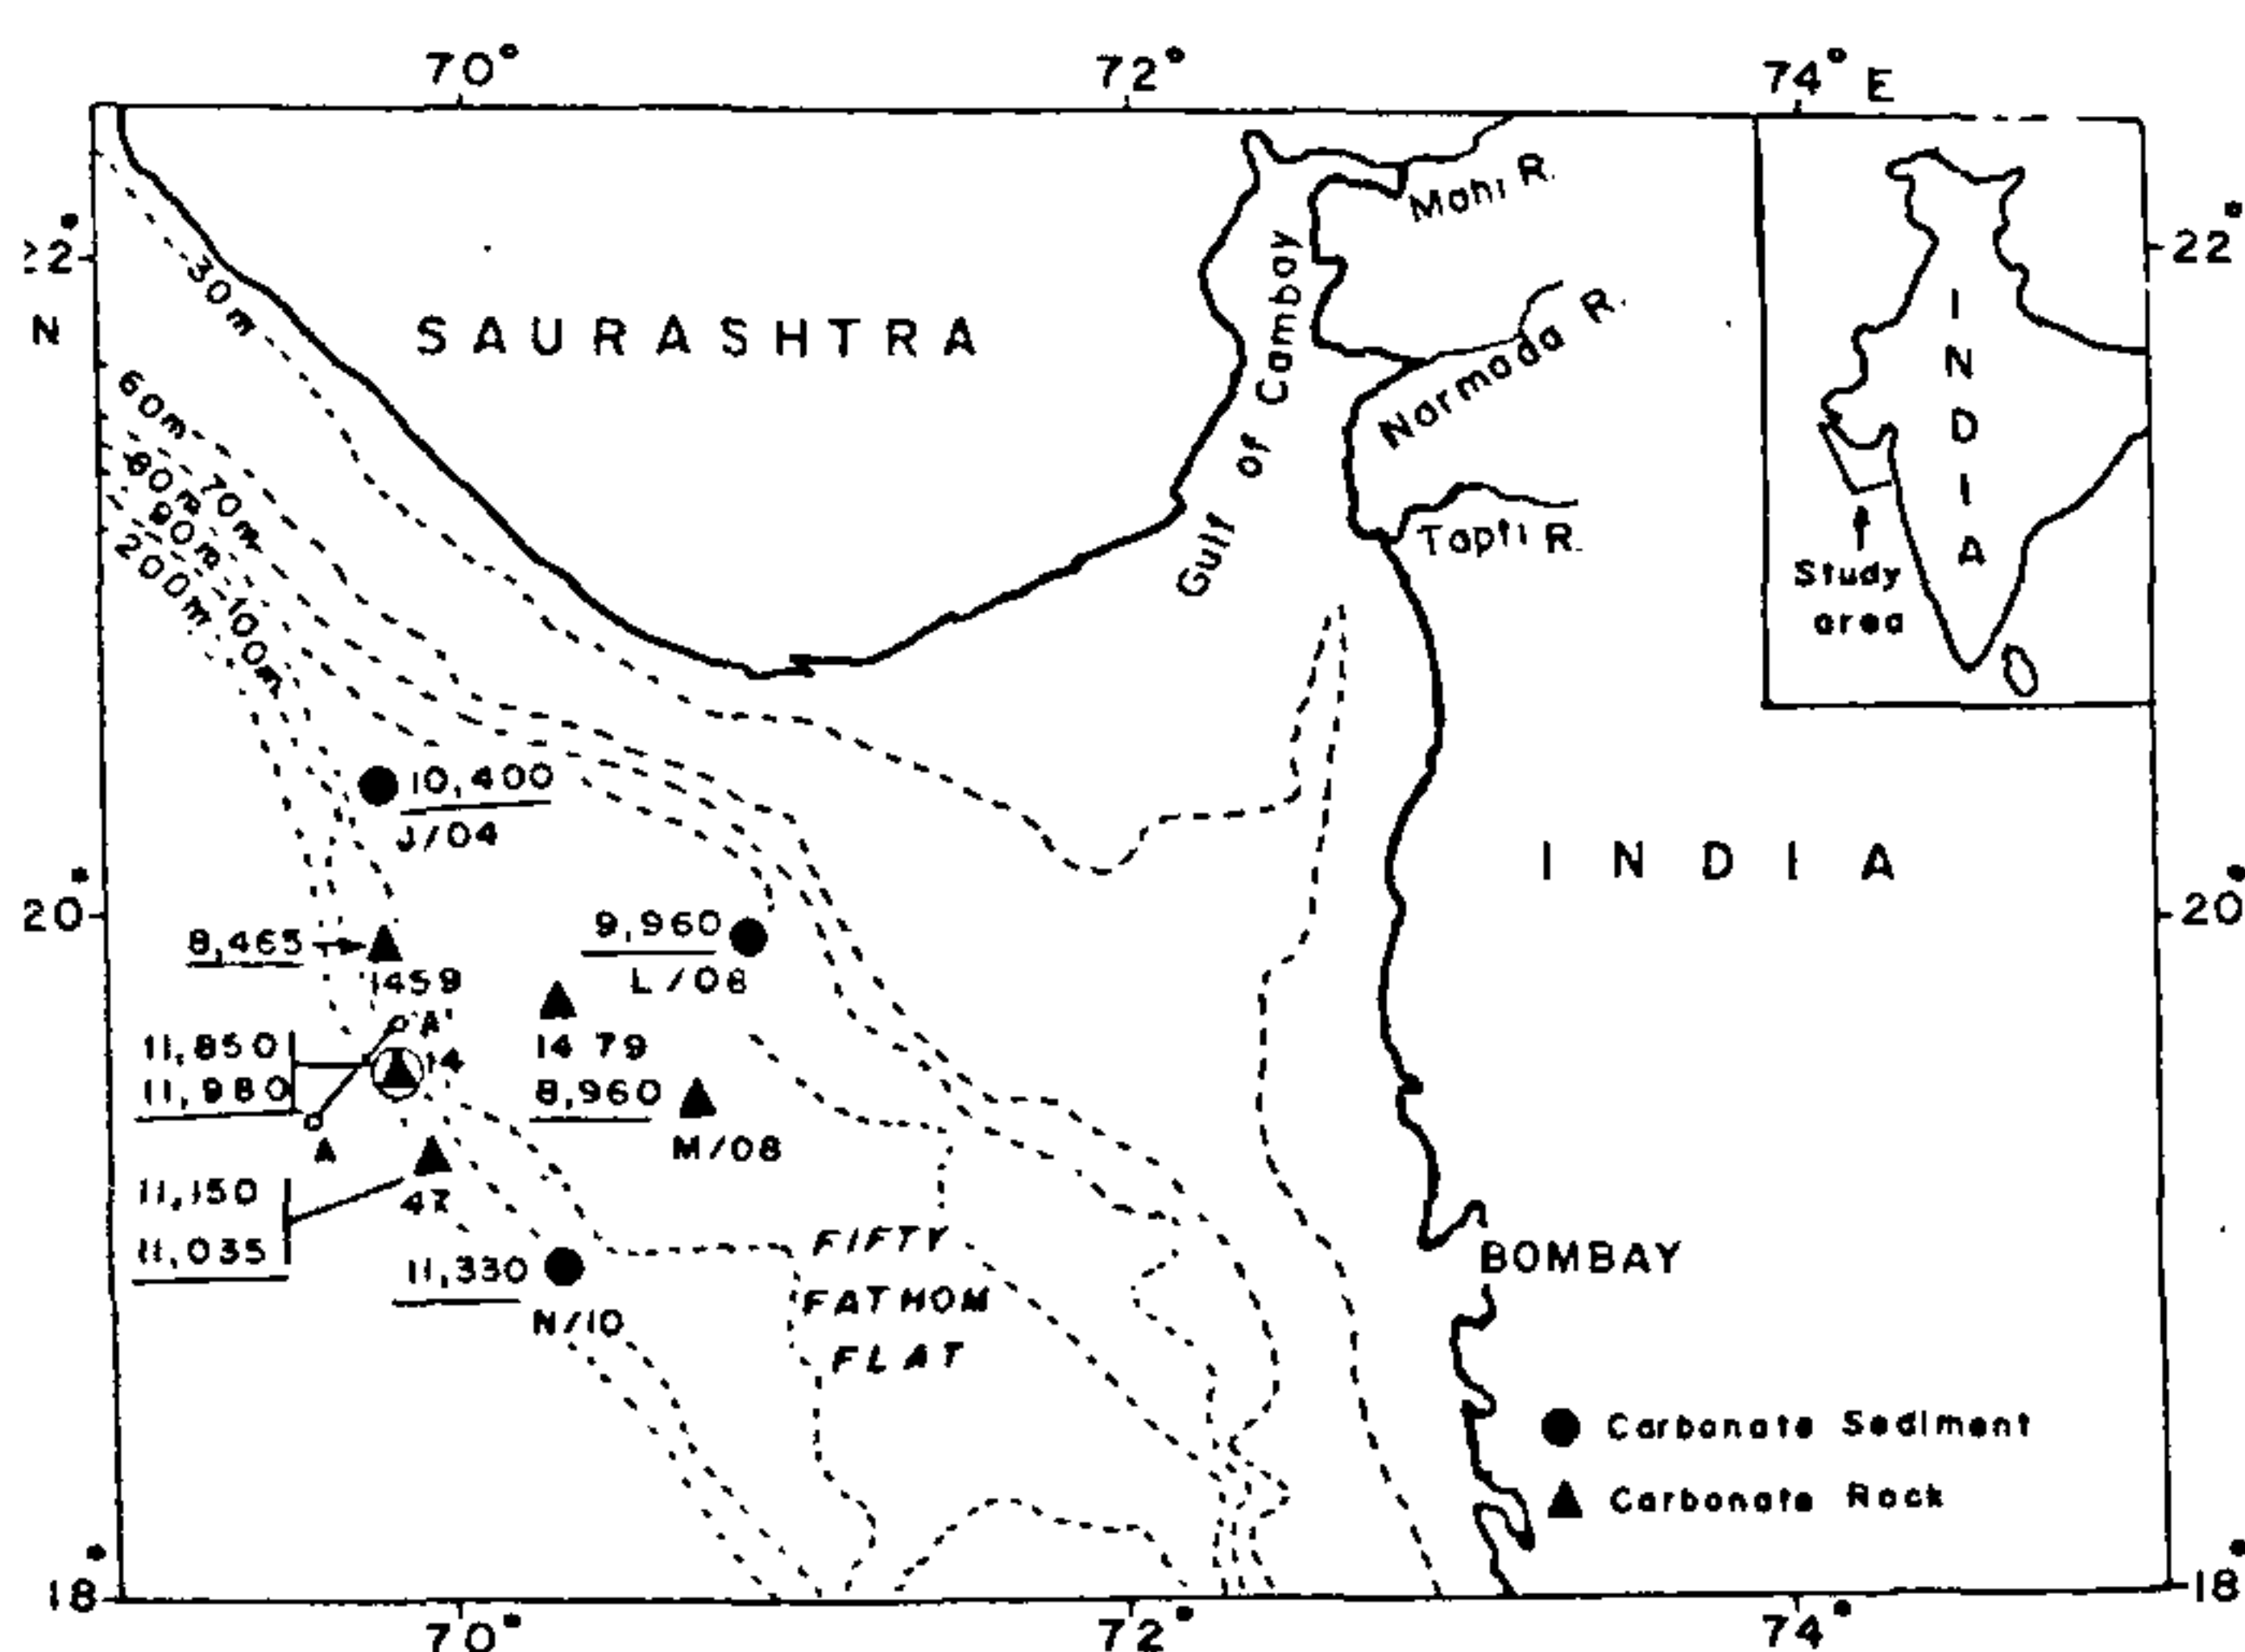 70°
72°
74° E
22°
N
20°
18°
22°
20°
18°
70°
72°
74°
SAURASHTRA
Gulf of Cambay
Mahi R.
Narmada R.
Tapti R.
INDIA
Study
area
30m
60m
70m
80m
90m
100m
200m
10,400
J/04
INDIA
8,465
1459
9,960
L/08
'A'
11,850
11,980
14
A
1479
8,960
M/08
11,150
11,035
11,330
N/10
FIFTY
FATHOM
FLAT
BOMBAY
Carbonate Sediment
Carbonate Rock